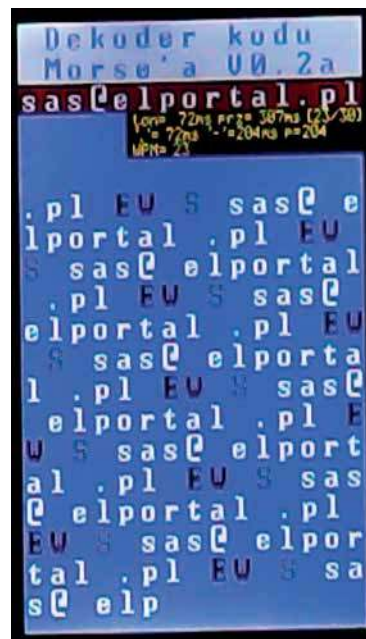 Dekoder kodu
Morse'a V0.2a
sas@elportal.pl
.pl EW S sas@ e
lportal .pl EW
S sas@ elportal
.pl EW S sas@
elportal .pl EW
S sas@ elporta
l .pl EW S sas@
elportal .pl E
W S sas@ elport
al .pl EW S sas
@ elportal .pl
EW S sas@ elpor
tal .pl EW S sa
s@ elp